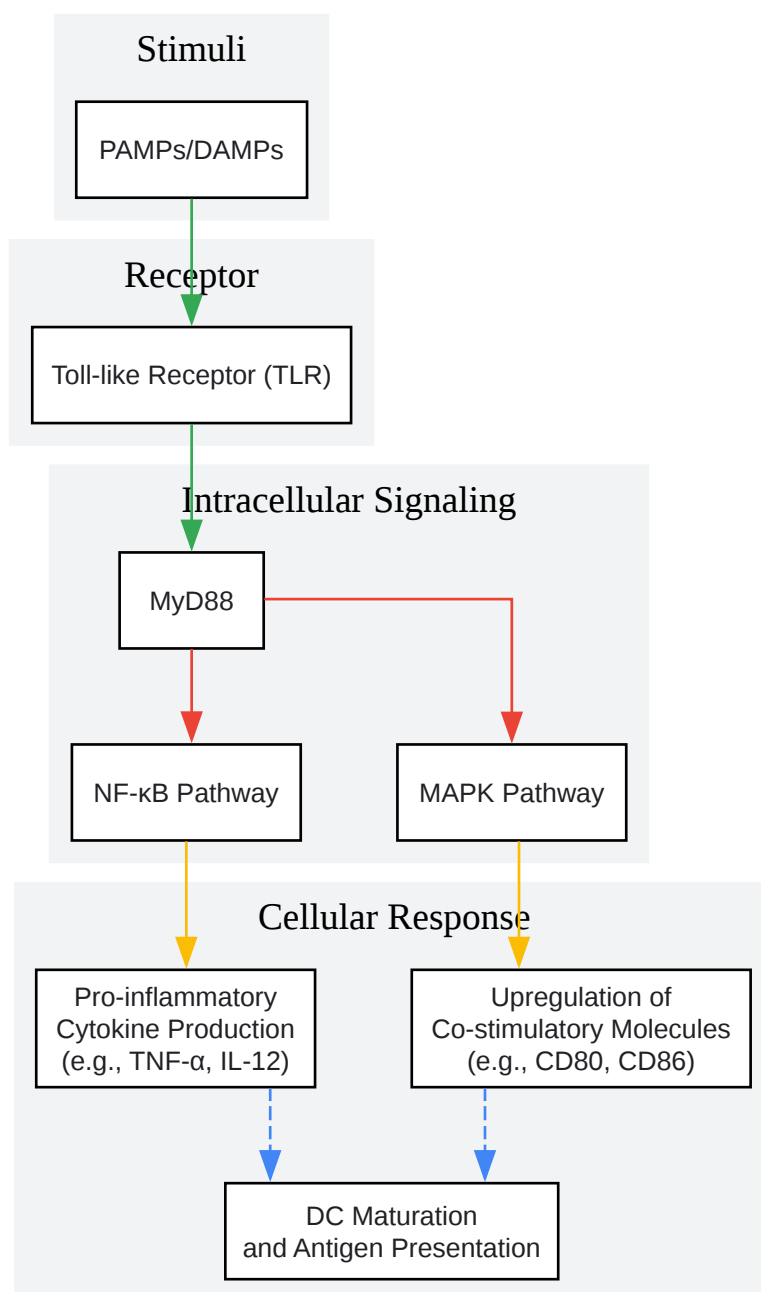 Stimuli
PAMPs/DAMPs
Receptor
Toll-like Receptor (TLR)
Intracellular Signaling
MyD88
NF-κB Pathway
MAPK Pathway
Cellular Response
Pro-inflammatory
Cytokine Production
(e.g., TNF-α, IL-12)
Upregulation of
Co-stimulatory Molecules
(e.g., CD80, CD86)
DC Maturation
and Antigen Presentation